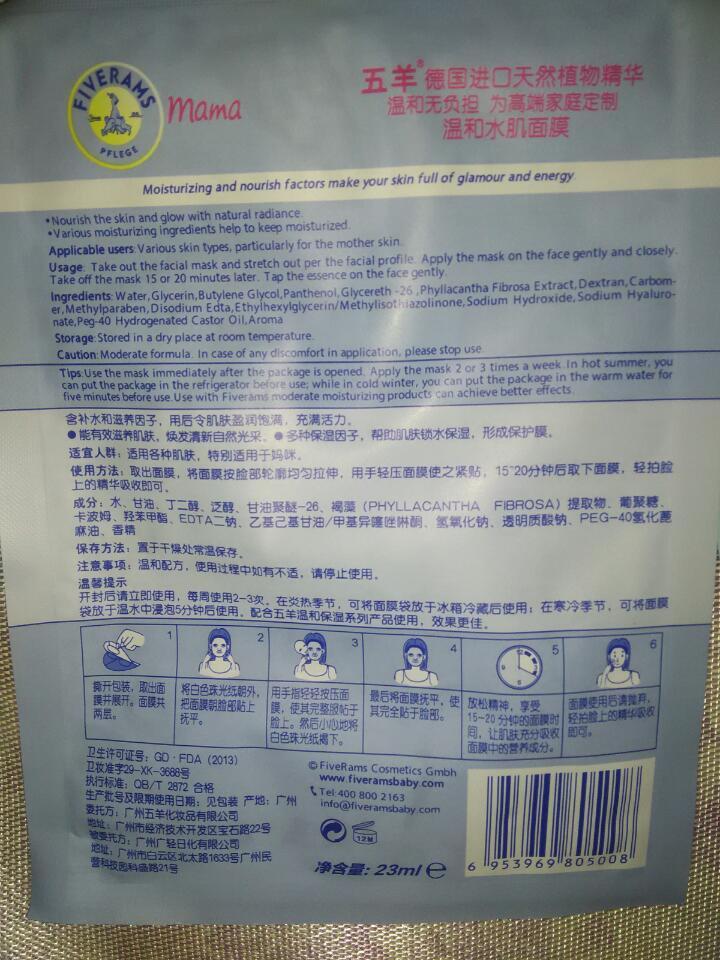 FIVERAMS
PFLEGE
Mama
五羊®德国进口天然植物精华
温和无负担 为高端家庭定制
温和水肌面膜
Moisturizing and nourish factors make your skin full of glamour and energy
•Nourish the skin and glow with natural radiance.
•Various moisturizing ingredients help to keep moisturized.
Applicable users: Various skin types, particularly for the mother skin.
Usage: Take out the facial mask and stretch out per the facial profile. Apply the mask on the face gently and closely.
Take off the mask 15 or 20 minutes later. Tap the essence on the face gently.
Ingredients: Water, Glycerin, Butylene Glycol, Panthenol, Glycereth -26, Phyllacantha Fibrosa Extract, Dextran, Carbom-
er, Methylparaben, Disodium Edta, Ethylhexylglycerin/Methylisothiazolinone, Sodium Hydroxide, Sodium Hyaluro-
nate, Peg-40 Hydrogenated Castor Oil, Aroma
Storage: Stored in a dry place at room temperature.
Caution: Moderate formula. In case of any discomfort in application, please stop use.
Tips: Use the mask immediately after the package is opened. Apply the mask 2 or 3 times a week. In hot summer, you
can put the package in the refrigerator before use; while in cold winter, you can put the package in the warm water for
five minutes before use. Use with Fiverams moderate moisturizing products can achieve better effects.
含补水和滋养因子，用后令肌肤盈润饱满，充满活力。
●能有效滋养肌肤，焕发清新自然光采。●多种保湿因子，帮助肌肤锁水保湿，形成保护膜。
适宜人群：适用各种肌肤，特别适用于妈咪。
使用方法：取出面膜，将面膜按脸部轮廓均匀拉伸，用手轻压面膜使之紧贴，15~20分钟后取下面膜，轻拍脸
上的精华吸收即可。
成分：水、甘油、丁二醇、泛醇、甘油聚醚-26、褐藻（PHYLLACANTHA FIBROSA）提取物、葡聚糖、
卡波姆、羟苯甲酯、EDTA二钠、乙基己基甘油/甲基异噻唑啉酮、氢氧化钠、透明质酸钠、PEG-40氢化蓖
麻油、香精
保存方法：置于干燥处常温保存。
注意事项：温和配方，使用过程中如有不适，请停止使用。
温馨提示
开封后请立即使用，每周使用2-3次。在炎热季节，可将面膜袋放于冰箱冷藏后使用；在寒冷季节，可将面膜
袋放于温水中浸泡5分钟后使用。配合五羊温和保湿系列产品使用，效果更佳。
1
撕开包装，取出面
膜并展开。面膜共
两层。
2
将白色珠光纸朝外，
把面膜朝脸部贴上
抚平。
3
用手指轻轻按压面
膜，使其完整服帖于
脸上。然后小心地将
白色珠光纸揭下。
4
最后将面膜抚平，使
其完全贴于脸部。
5
放松精神，享受
15-20 分钟的面膜时
间，让肌肤充分吸收
面膜中的营养成分。
6
面膜使用后请抛弃，
轻拍脸上的精华吸收
即可。
卫生许可证号：GD·FDA（2013）
卫妆准字29-XK-3688号
执行标准：QB/T 2872 合格
生产批号及限期使用日期：见包装 产地：广州
委托方：广州五羊化妆品有限公司
地址：广州市经济技术开发区宝石路22号
被委托方：广州广轻日化有限公司
地址：广州市白云区北太路1633号广州民
营科技园科盛路21号
© FiveRams Cosmetics Gmbh
www.fiveramsbaby.com
Tel:400 800 2163
info@fiveramsbaby.com
12M
净含量: 23ml ℮
6 953969 805008